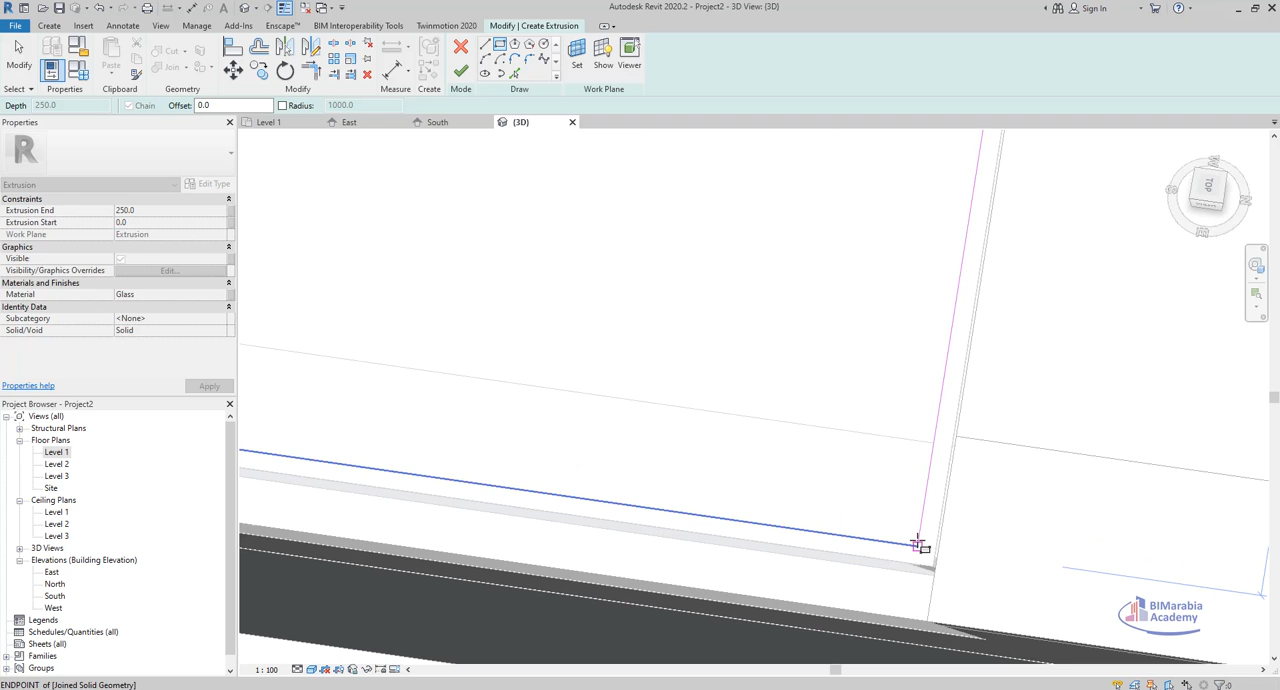 Autodesk Revit 2020.2 - Project2 - 3D View: {3D}
Sign In
File Create Insert Annotate View Manage Add-Ins Enscape™ BIM Interoperability Tools Twinmotion 2020 Modify | Create Extrusion
Modify
Paste
Cut
Join
Set
Show
Viewer
Select Properties Clipboard Geometry Modify Measure Create Mode Draw Work Plane
Depth 250.0 Chain Offset: 0.0 Radius: 1000.0
Properties
Level 1
East
South
{3D}
R
Extrusion
Edit Type
Constraints
Extrusion End 250.0
Extrusion Start 0.0
Work Plane Extrusion
Graphics
Visible
Visibility/Graphics Overrides Edit...
Materials and Finishes
Material Glass
Identity Data
Subcategory <None>
Solid/Void Solid
Properties help
Apply
Project Browser - Project2
Views (all)
Structural Plans
Floor Plans
Level 1
Level 2
Level 3
Site
Ceiling Plans
Level 1
Level 2
Level 3
3D Views
Elevations (Building Elevation)
East
North
South
West
Legends
Schedules/Quantities (all)
Sheets (all)
Families
Groups
TOP
W
S
N
E
BIMarabia
Academy
1 : 100
ENDPOINT of [Joined Solid Geometry]
:0